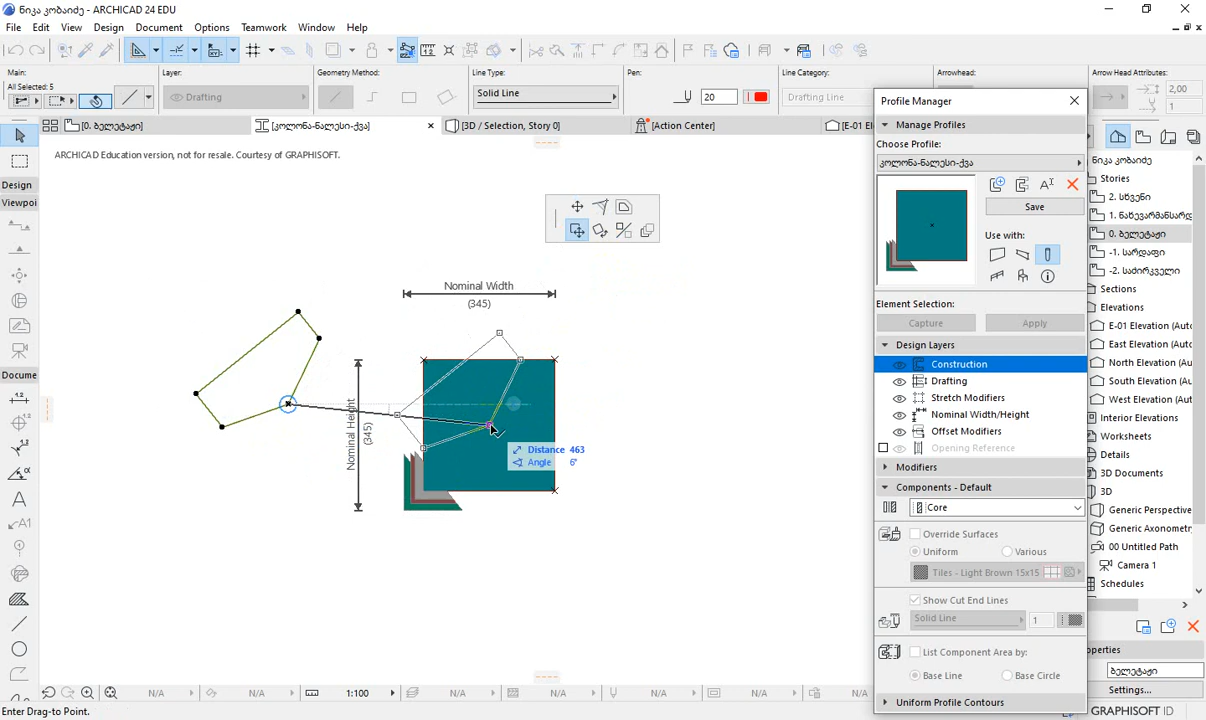 ნიკა კობაიძე - ARCHICAD 24 EDU
File Edit View Design Document Options Teamwork Window Help
Main: Layer: Geometry Method: Line Type: Pen: Line Category: Arrowhead: Arrow Head Attributes:
All Selected: 5
Drafting
Solid Line
20
Drafting Line
2,00
1
[0. ბელეტაჟი]
[კოლონა-ნალესი-ქვა]
[3D / Selection, Story 0]
[Action Center]
[E-01 El
ARCHICAD Education version, not for resale. Courtesy of GRAPHISOFT.
Design
Viewpoi
Docume
Nominal Width
(345)
Nominal Height
(345)
Distance 463
Angle 6°
Profile Manager
Manage Profiles
Choose Profile:
კოლონა-ნალესი-ქვა
Save
Use with:
Element Selection:
Capture
Apply
Design Layers
Construction
Drafting
Stretch Modifiers
Nominal Width/Height
Offset Modifiers
Opening Reference
Modifiers
Components - Default
Core
Override Surfaces
Uniform
Various
Tiles - Light Brown 15x15
Show Cut End Lines
Solid Line
1
List Component Area by:
Base Line
Base Circle
Uniform Profile Contours
ნიკა კობაიძე
Stories
2. სხვენი
1. ნახევარმანსარდ
0. ბელეტაჟი
-1. სარდაფი
-2. საძირკველი
Sections
Elevations
E-01 Elevation (Auto
East Elevation (Auto
North Elevation (Au
South Elevation (Aut
West Elevation (Auto
Interior Elevations
Worksheets
Details
3D Documents
3D
Generic Perspective
Generic Axonometry
00 Untitled Path
Camera 1
Schedules
operties
ბელეტაჟი
Settings...
N/A N/A 1:100 N/A N/A N/A N/A N/A
Enter Drag-to Point.
GRAPHISOFT ID